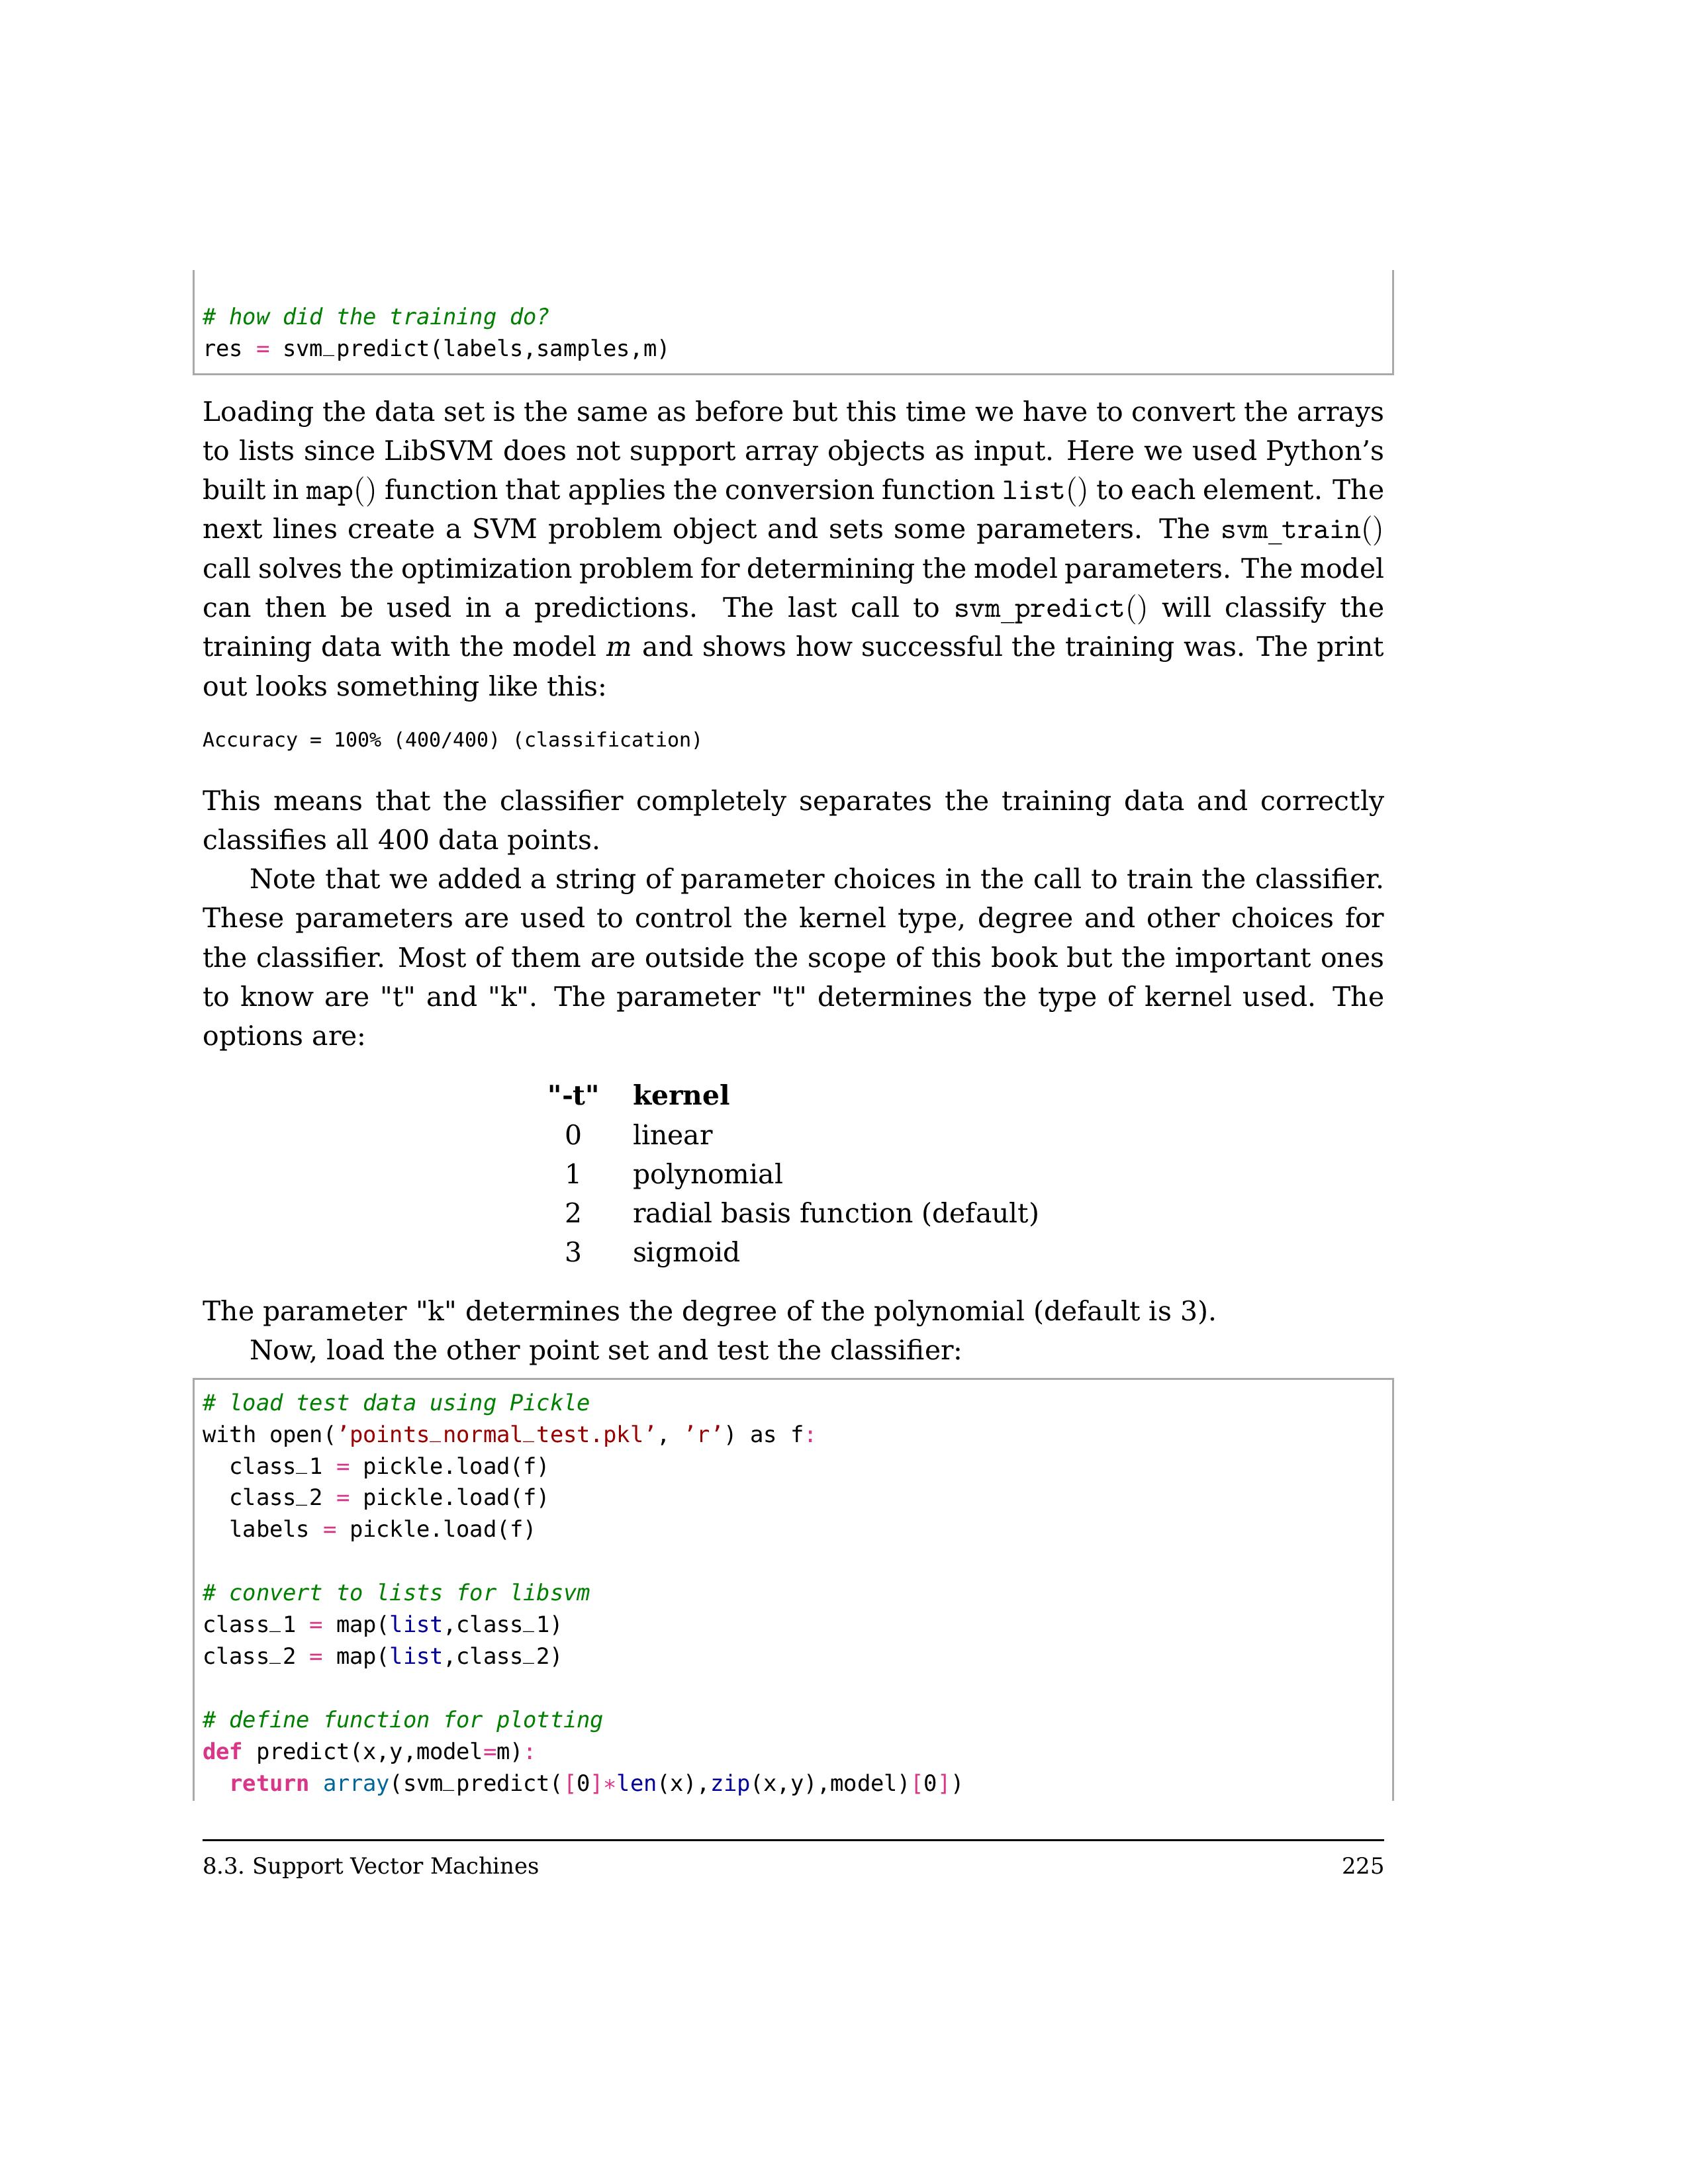 # how did the training do?
res = svm_predict(labels,samples,m)
Loading the data set is the same as before but this time we have to convert the arrays
to lists since LibSVM does not support array objects as input. Here we used Python’s
built in map() function that applies the conversion function list() to each element. The
next lines create a SVM problem object and sets some parameters. The svm_train()
call solves the optimization problem for determining the model parameters. The model
can then be used in a predictions. The last call to svm_predict() will classify the
training data with the model m and shows how successful the training was. The print
out looks something like this:
Accuracy = 100% (400/400) (classification)
This means that the classifier completely separates the training data and correctly
classifies all 400 data points.
Note that we added a string of parameter choices in the call to train the classifier.
These parameters are used to control the kernel type, degree and other choices for
the classifier. Most of them are outside the scope of this book but the important ones
to know are "t" and "k". The parameter "t" determines the type of kernel used. The
options are:
"-t" kernel
0 linear
1 polynomial
2 radial basis function (default)
3 sigmoid
The parameter "k" determines the degree of the polynomial (default is 3).
Now, load the other point set and test the classifier:
# load test data using Pickle
with open(’points_normal_test.pkl’, ’r’) as f:
  class_1 = pickle.load(f)
  class_2 = pickle.load(f)
  labels = pickle.load(f)
# convert to lists for libsvm
class_1 = map(list,class_1)
class_2 = map(list,class_2)
# define function for plotting
def predict(x,y,model=m):
  return array(svm_predict([0]*len(x),zip(x,y),model)[0])
8.3. Support Vector Machines 225